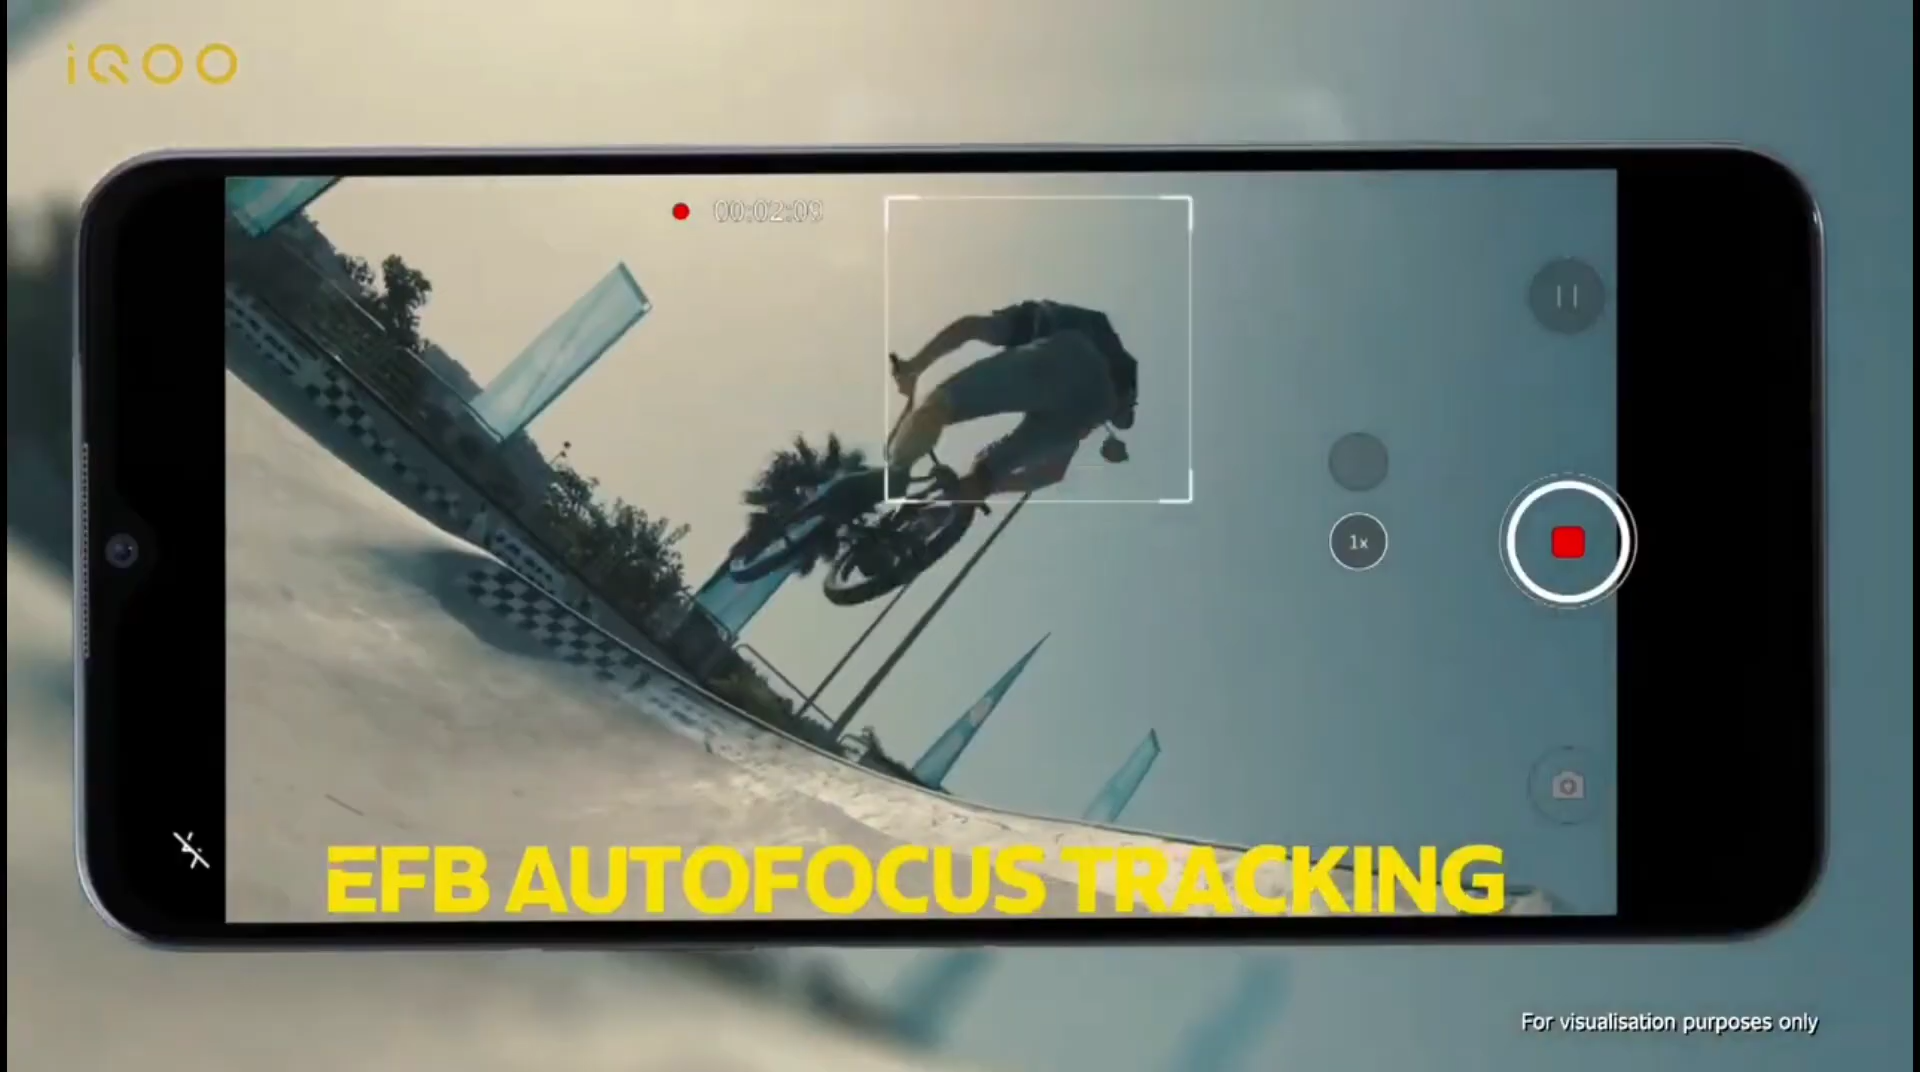 iQOO
00:02:09
1x
EFB AUTOFOCUS TRACKING
For visualisation purposes only